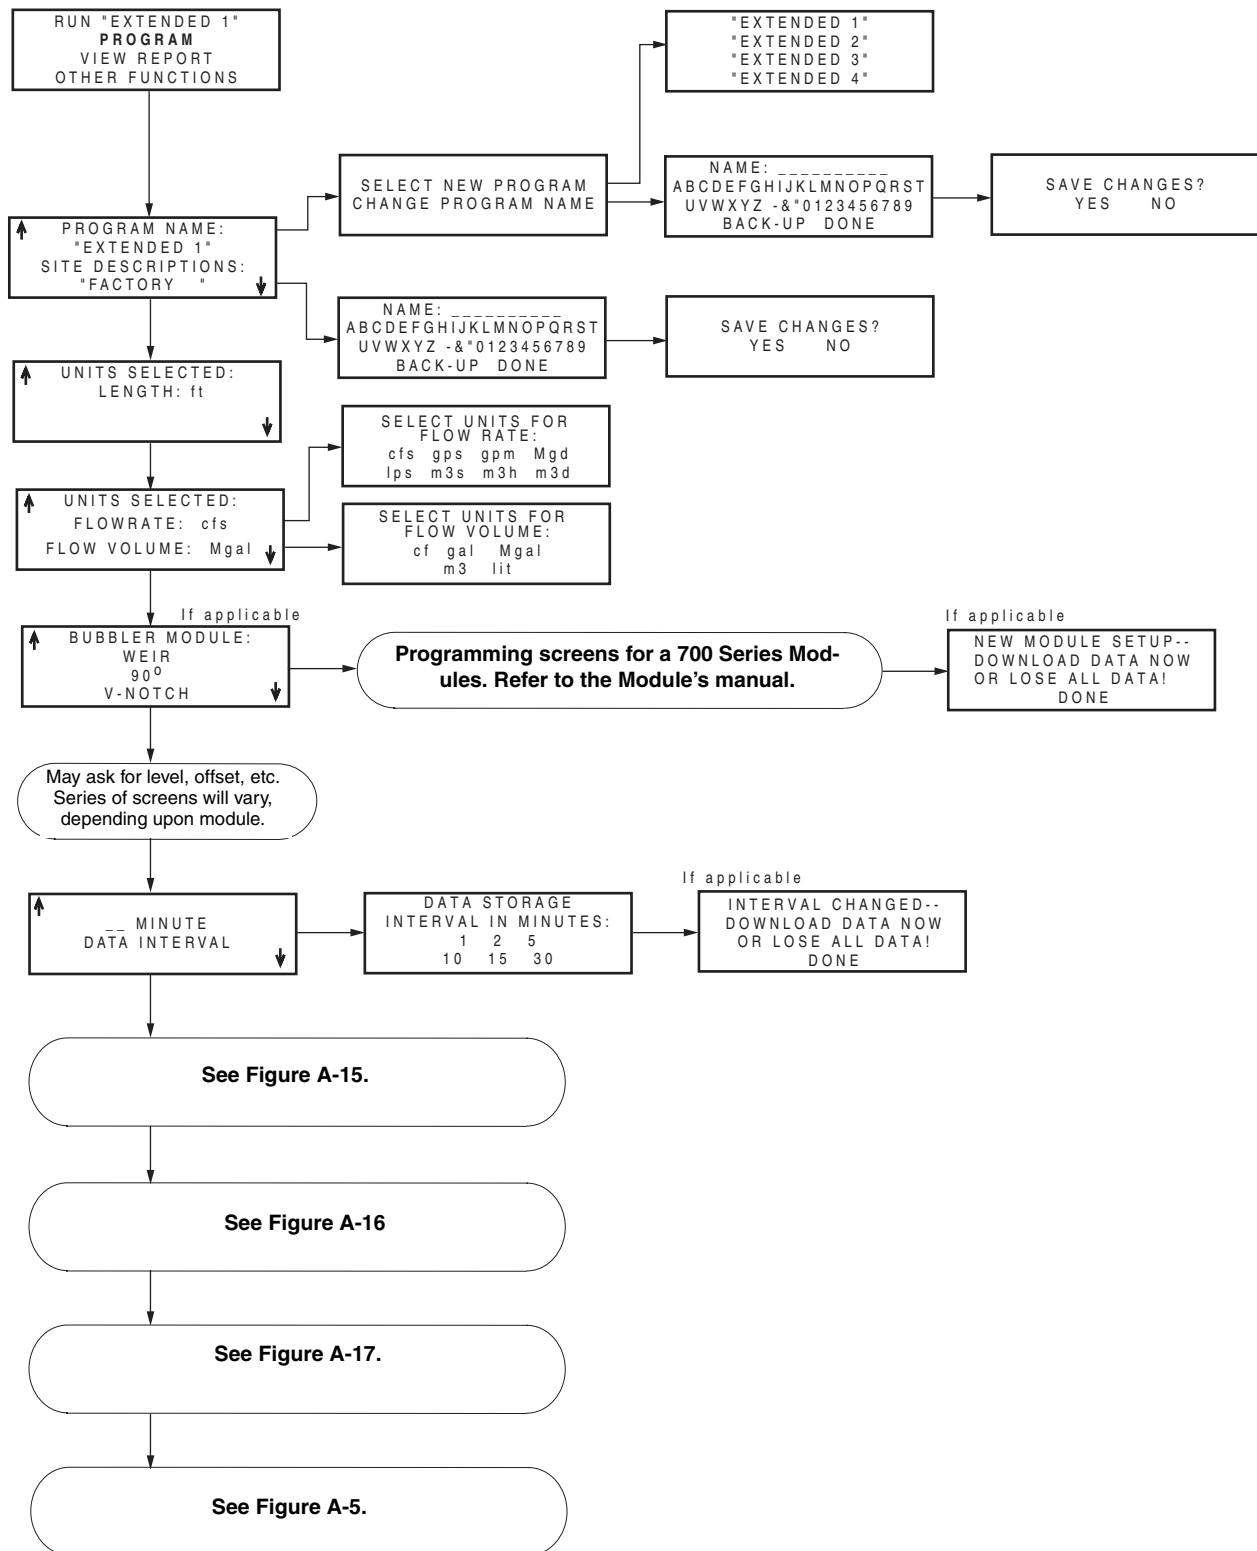 RUN "EXTENDED 1"
PROGRAM
VIEW REPORT
OTHER FUNCTIONS
"EXTENDED 1"
"EXTENDED 2"
"EXTENDED 3"
"EXTENDED 4"
SELECT NEW PROGRAM
CHANGE PROGRAM NAME
NAME: __________
ABCDEFGHIJKLMNOPQRST
UVWXYZ -&"0123456789
BACK-UP DONE
SAVE CHANGES?
YES NO
PROGRAM NAME:
"EXTENDED 1"
SITE DESCRIPTIONS:
"FACTORY "
NAME: __________
ABCDEFGHIJKLMNOPQRST
UVWXYZ -&"0123456789
BACK-UP DONE
SAVE CHANGES?
YES NO
UNITS SELECTED:
LENGTH: ft
SELECT UNITS FOR
FLOW RATE:
cfs gps gpm Mgd
lps m3s m3h m3d
UNITS SELECTED:
FLOWRATE: cfs
FLOW VOLUME: Mgal
SELECT UNITS FOR
FLOW VOLUME:
cf gal Mgal
m3 lit
If applicable
BUBBLER MODULE:
WEIR
90º
V-NOTCH
Programming screens for a 700 Series Mod-
ules. Refer to the Module's manual.
If applicable
NEW MODULE SETUP--
DOWNLOAD DATA NOW
OR LOSE ALL DATA!
DONE
May ask for level, offset, etc.
Series of screens will vary,
depending upon module.
__ MINUTE
DATA INTERVAL
DATA STORAGE
INTERVAL IN MINUTES:
1 2 5
10 15 30
If applicable
INTERVAL CHANGED--
DOWNLOAD DATA NOW
OR LOSE ALL DATA!
DONE
See Figure A-15.
See Figure A-16
See Figure A-17.
See Figure A-5.